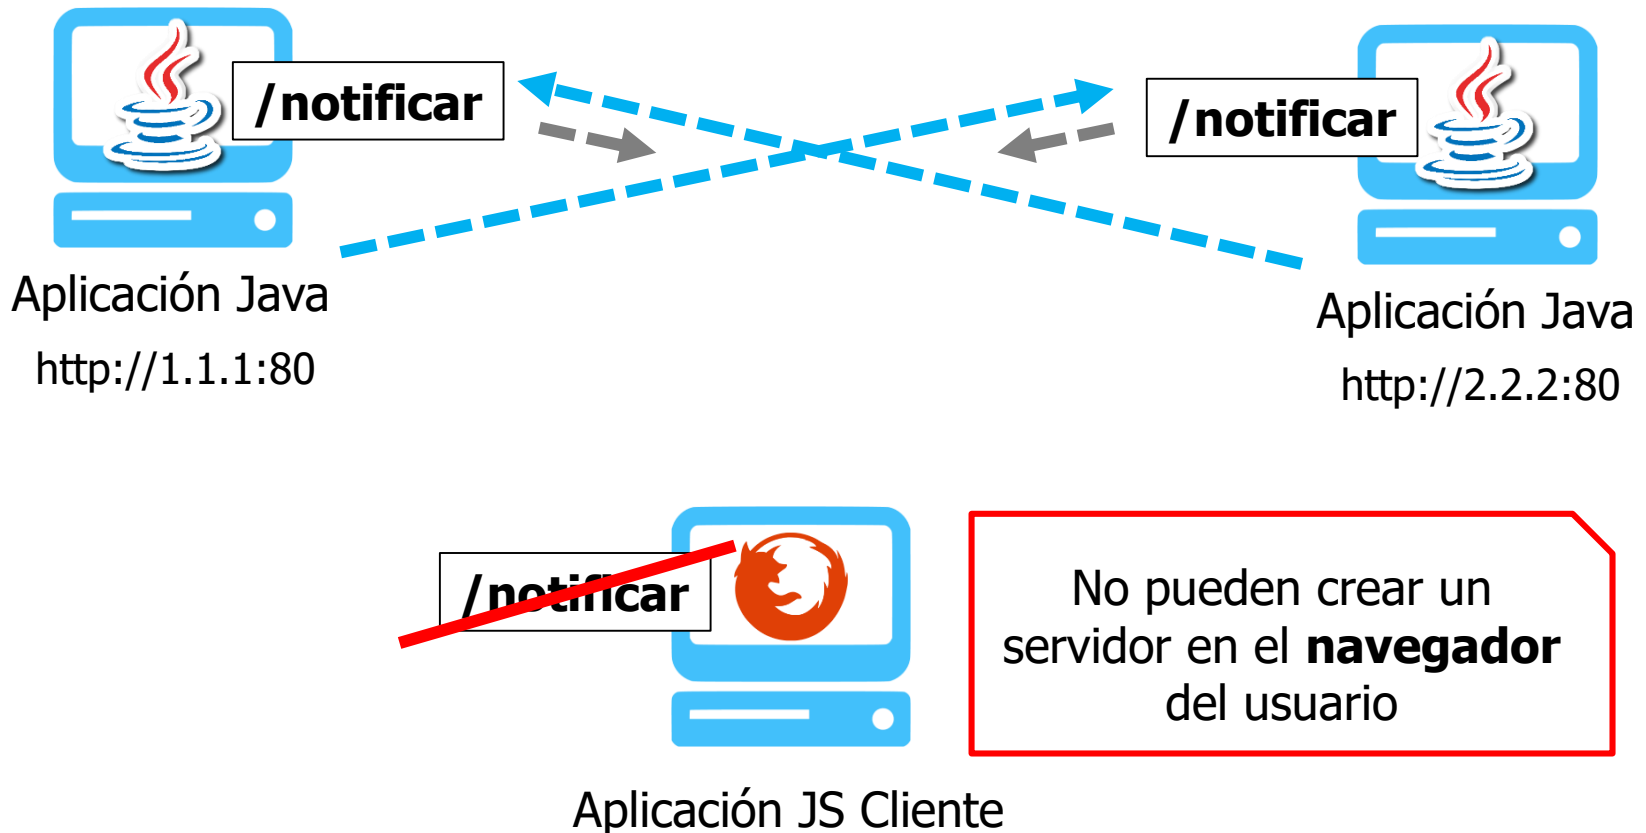 /notificar
/notificar
Aplicación Java
http://1.1.1:80
Aplicación Java
http://2.2.2:80
/notificar
No pueden crear un
servidor en el navegador
del usuario
Aplicación JS Cliente